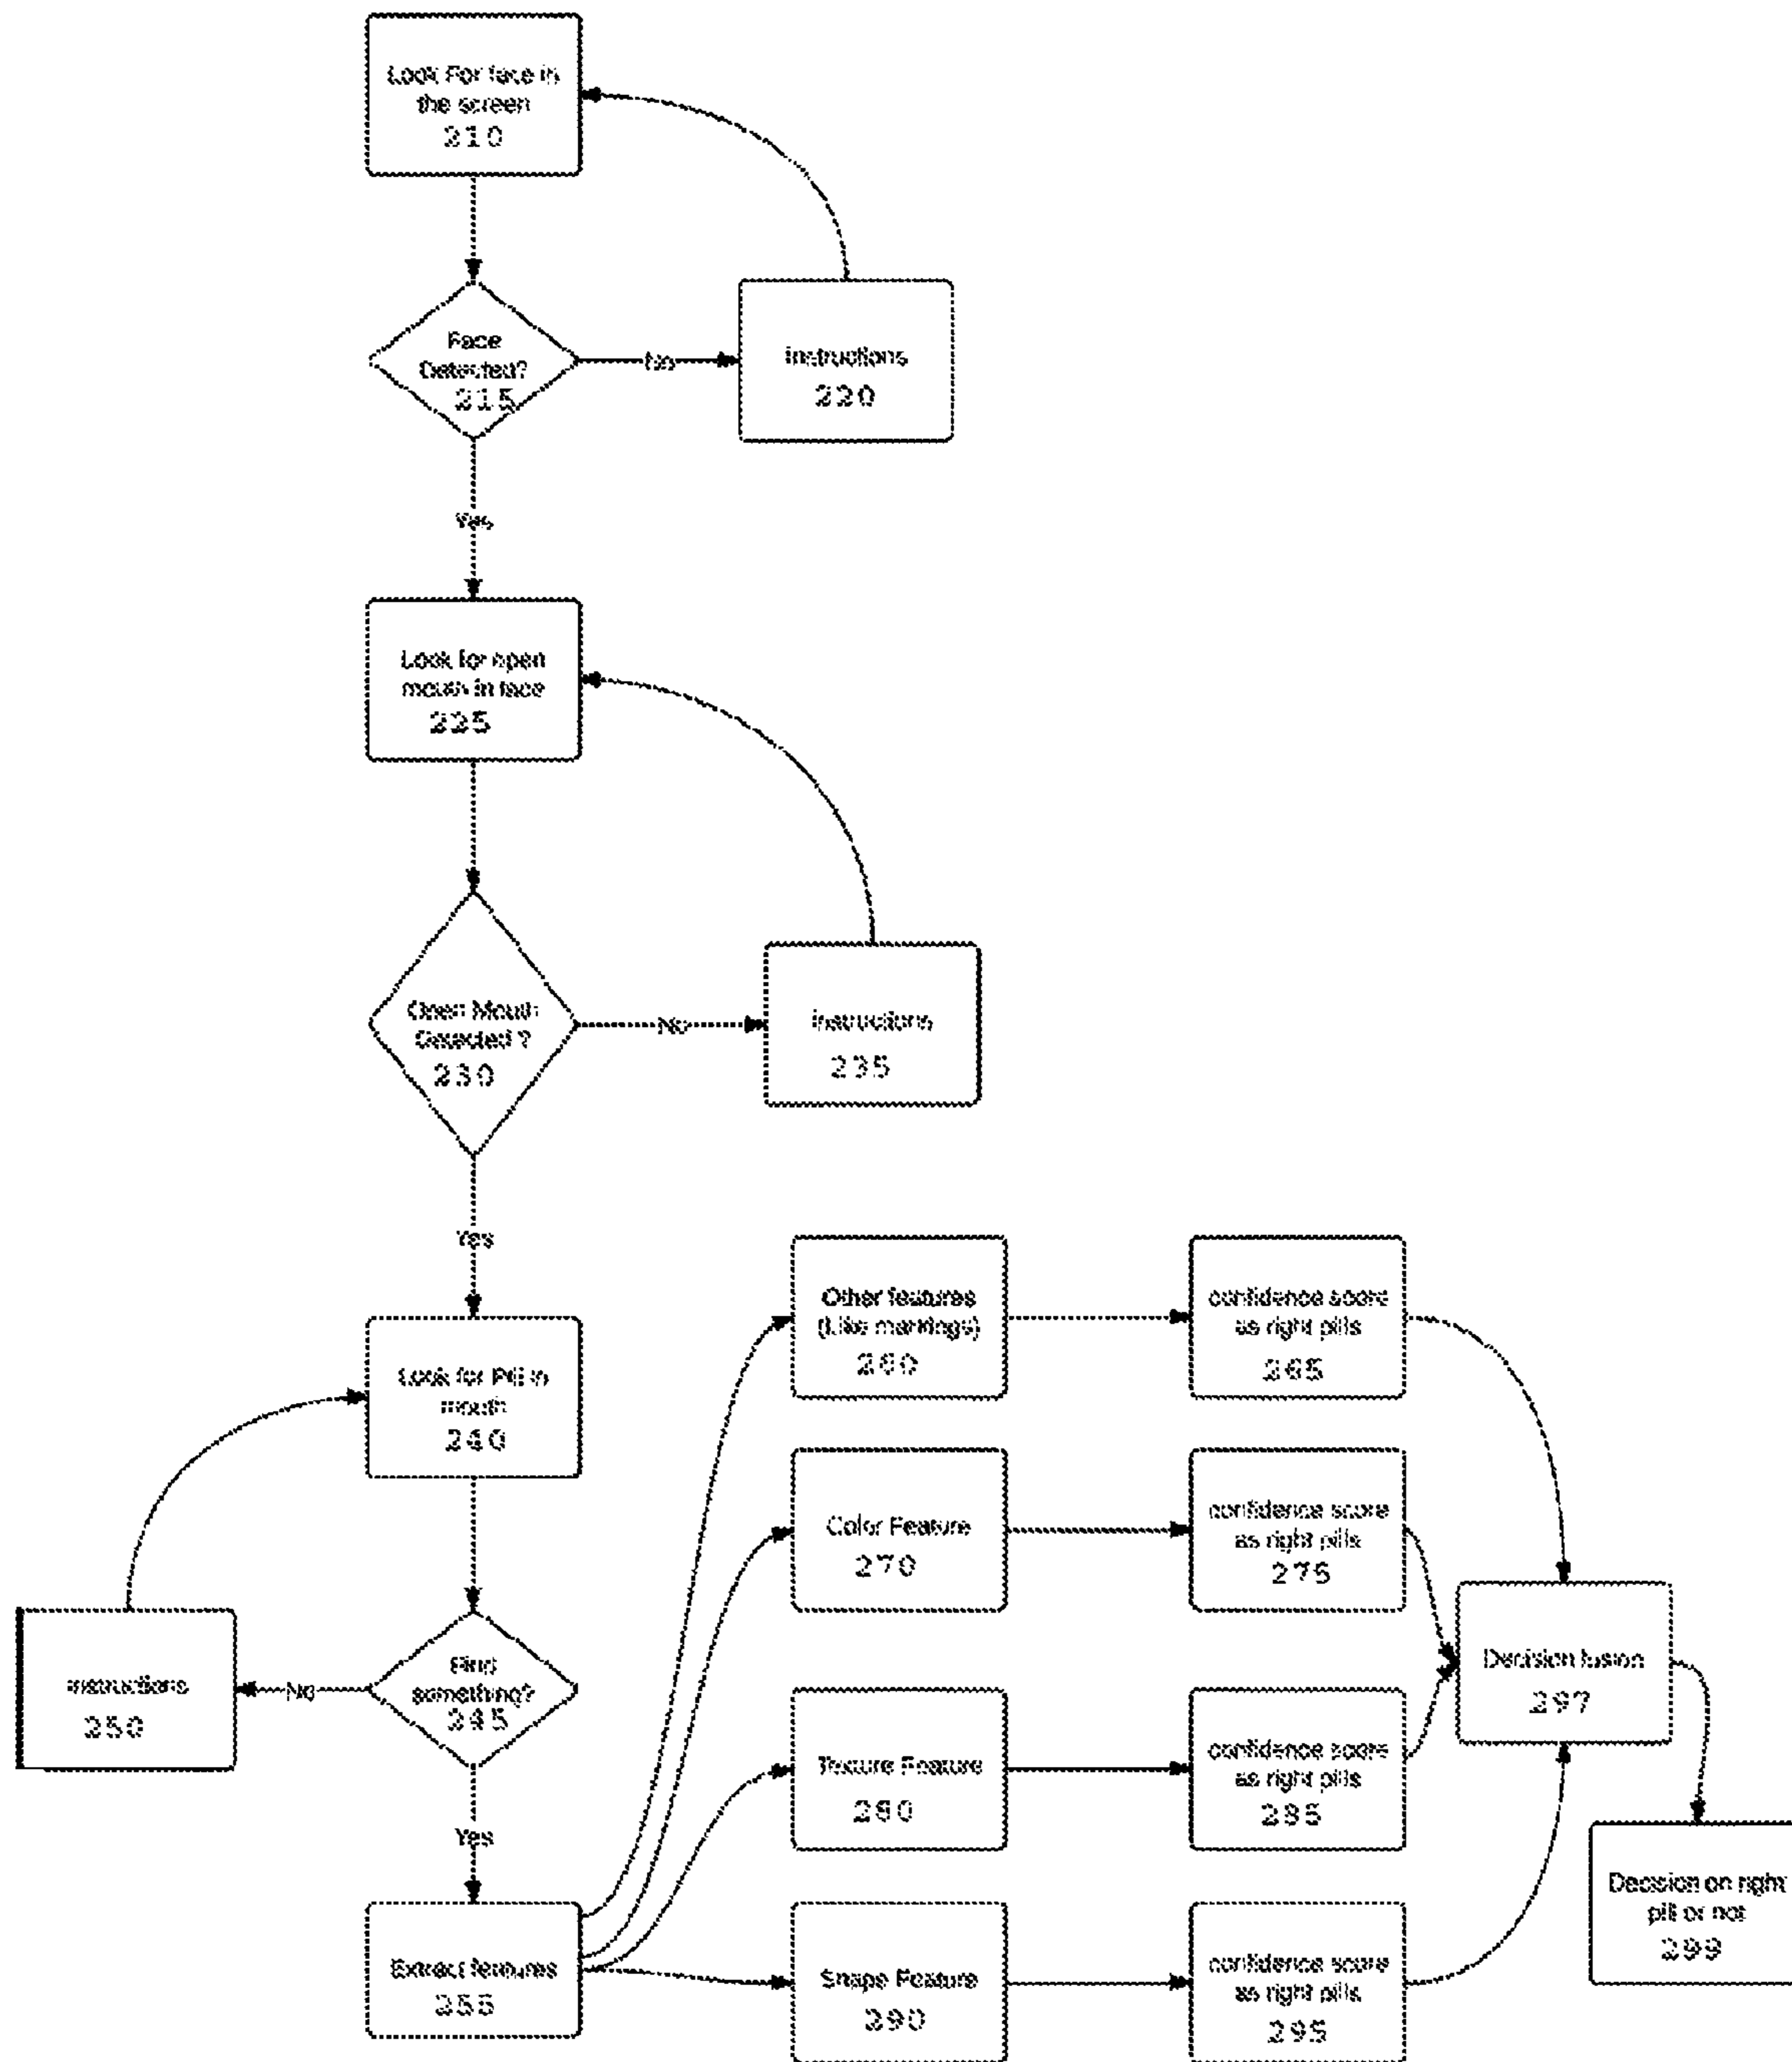 Look For face in
the screen
210
Face
Detected?
215
No
instructions
220
Yes
Look for open
mouth in face
225
Open Mouth
Detected ?
230
No
instructions
235
Yes
Look for Pill in
mouth
240
Find
something?
245
No
instructions
250
Yes
Extract features
255
Other features
(Like markings)
260
confidence score
as right pills
265
Color Feature
270
confidence score
as right pills
275
Texture Feature
280
confidence score
as right pills
285
Shape Feature
290
confidence score
as right pills
295
Decision fusion
297
Decision on right
pill or not
299